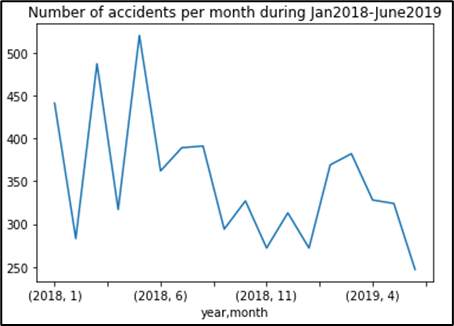 Number of accidents per month during Jan2018-June2019
500
450
400
350
300
250
(2018, 1) (2018, 6) (2018, 11) (2019, 4)
year,month